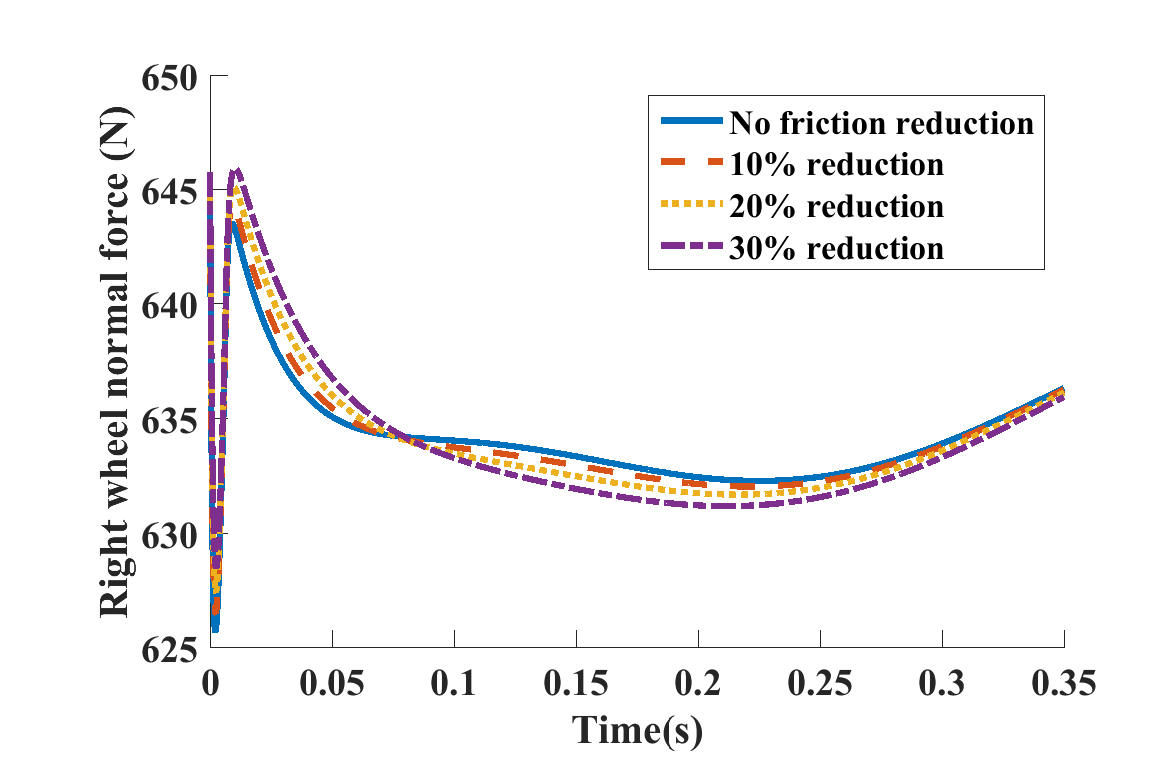 650
645
640
635
630
625
Right wheel normal force (N)
No friction reduction
10% reduction
20% reduction
30% reduction
0 0.05 0.1 0.15 0.2 0.25 0.3 0.35
Time(s)